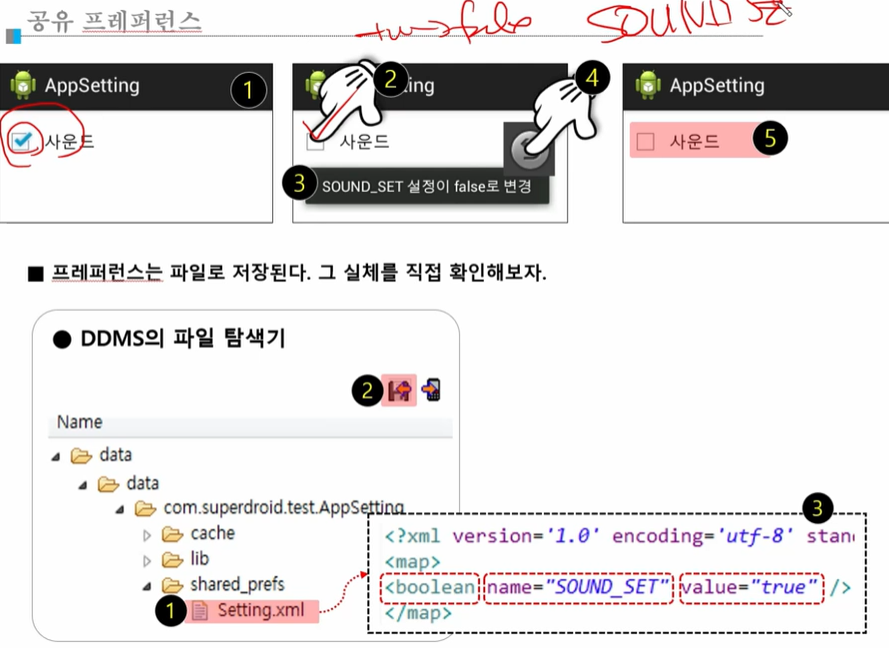 공유 프레퍼런스
true→false SOUND
AppSetting 1
2 ing
4
AppSetting
사운드
사운드
사운드 5
3 SOUND_SET 설정이 false로 변경
■ 프레퍼런스는 파일로 저장된다. 그 실체를 직접 확인해보자.
● DDMS의 파일 탐색기
2
Name
data
data
com.superdroid.test.AppSetting
cache
lib
shared_prefs
1 Setting.xml
3
<?xml version='1.0' encoding='utf-8' stan
<map>
<boolean name="SOUND_SET" value="true" />
</map>